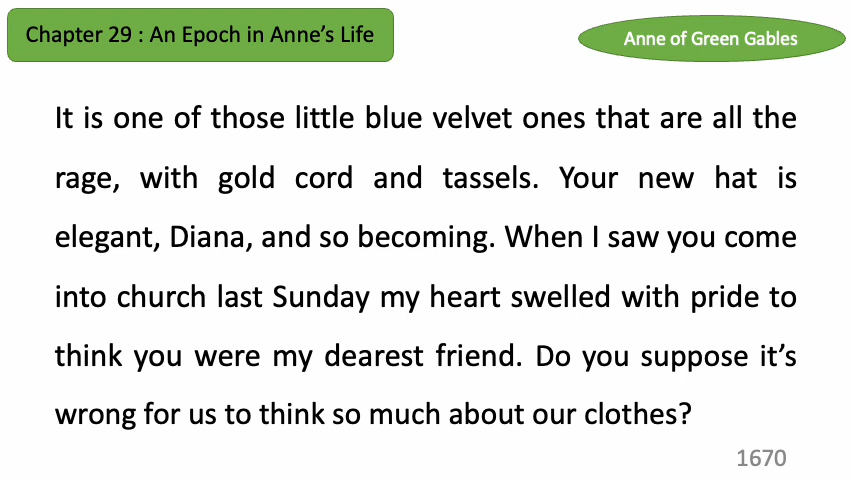 Chapter 29 : An Epoch in Anne’s Life
Anne of Green Gables
It is one of those little blue velvet ones that are all the
rage, with gold cord and tassels. Your new hat is
elegant, Diana, and so becoming. When I saw you come
into church last Sunday my heart swelled with pride to
think you were my dearest friend. Do you suppose it’s
wrong for us to think so much about our clothes?
1670